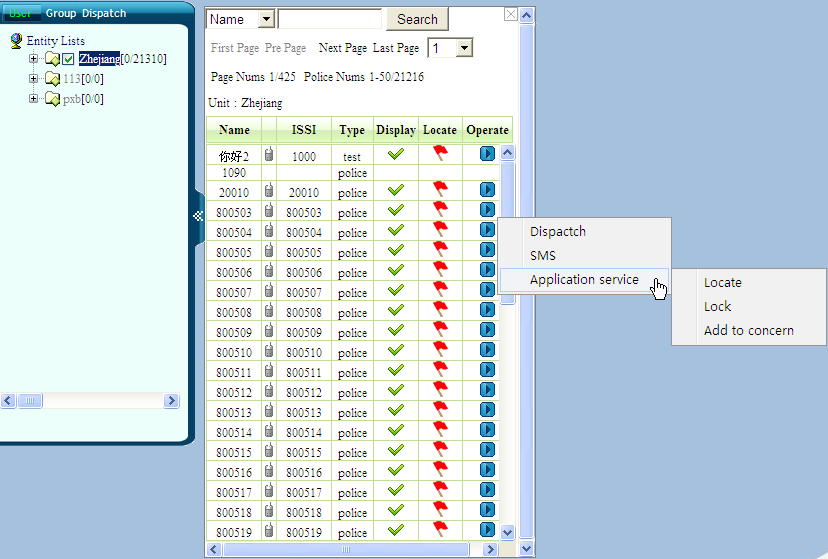 User Group Dispatch
Entity Lists
Zhejiang[0/21310]
113[0/0]
pxb[0/0]
Name Search
First Page Pre Page Next Page Last Page 1
Page Nums 1/425 Police Nums 1-50/21216
Unit : Zhejiang
Name ISSI Type Display Locate Operate
你好2 1000 test
1090 police
20010 20010 police
800503 800503 police
800504 800504 police
800505 800505 police
800506 800506 police
800507 800507 police
800508 800508 police
800509 800509 police
800510 800510 police
800511 800511 police
800512 800512 police
800513 800513 police
800514 800514 police
800515 800515 police
800516 800516 police
800517 800517 police
800518 800518 police
800519 800519 police
Dispactch
SMS
Application service
Locate
Lock
Add to concern